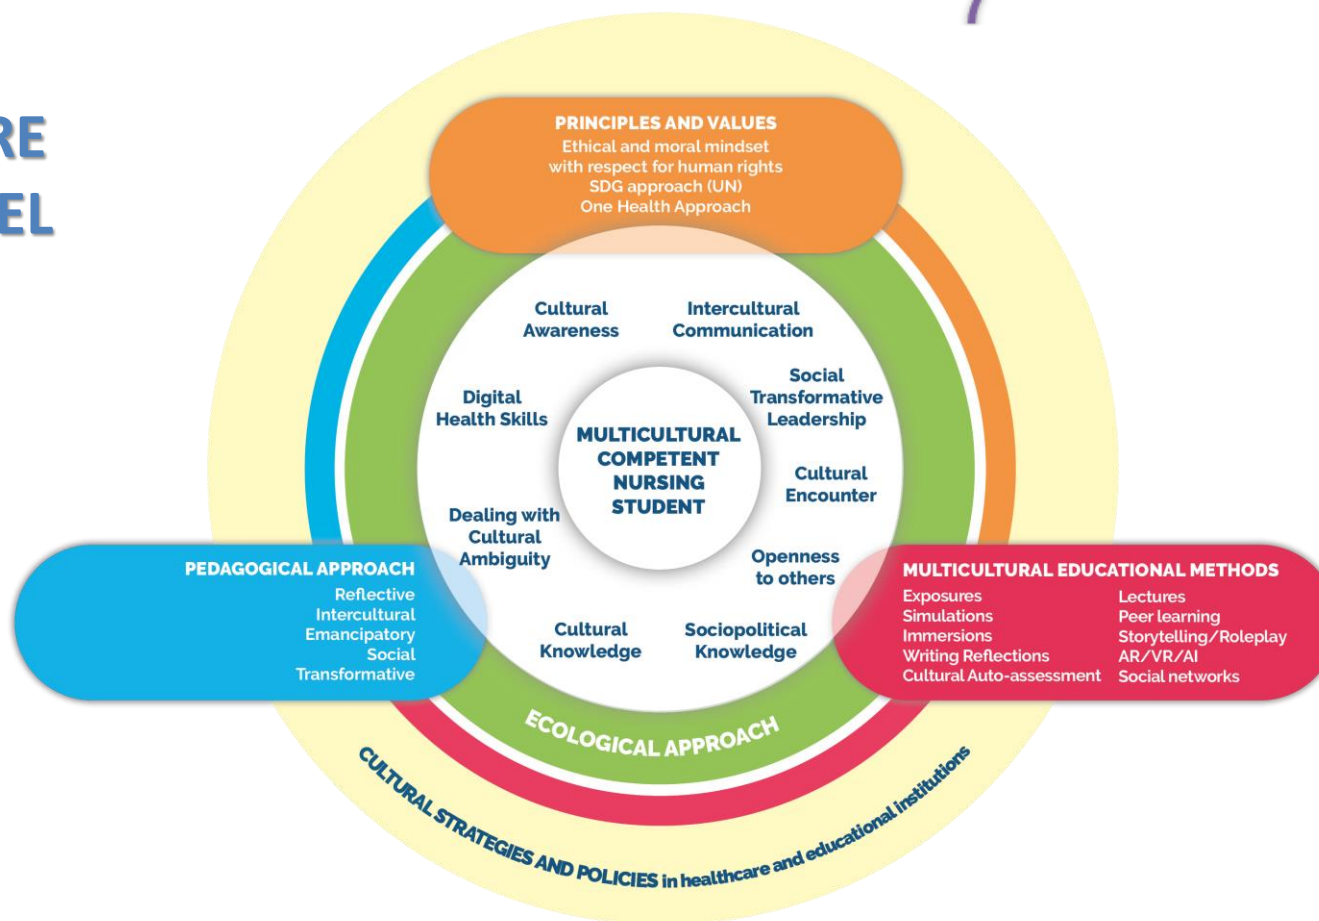 RE
EL
PRINCIPLES AND VALUES
Ethical and moral mindset
with respect for human rights
SDG approach (UN)
One Health Approach
Cultural
Awareness
Intercultural
Communication
Digital
Health Skills
Social
Transformative
Leadership
MULTICULTURAL
COMPETENT
NURSING
STUDENT
Cultural
Encounter
Dealing with
Cultural
Ambiguity
Openness
to others
Cultural
Knowledge
Sociopolitical
Knowledge
PEDAGOGICAL APPROACH
Reflective
Intercultural
Emancipatory
Social
Transformative
MULTICULTURAL EDUCATIONAL METHODS
Exposures
Simulations
Immersions
Writing Reflections
Cultural Auto-assessment
Lectures
Peer learning
Storytelling/Roleplay
AR/VR/AI
Social networks
ECOLOGICAL APPROACH
CULTURAL STRATEGIES AND POLICIES in healthcare and educational institutions